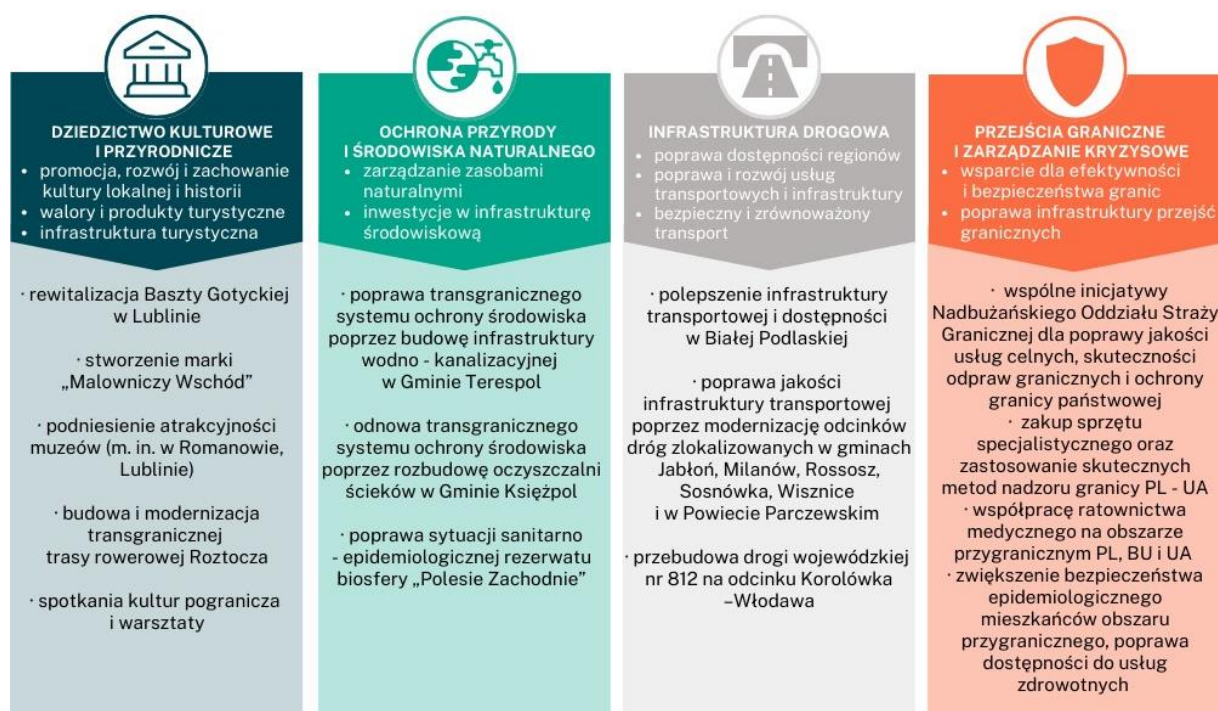 DZIEDZICTWO KULTUROWE
I PRZYRODNICZE
• promocja, rozwój i zachowanie
kultury lokalnej i historii
• walory i produkty turystyczne
• infrastruktura turystyczna
· rewitalizacja Baszty Gotyckiej
w Lublinie
· stworzenie marki
„Malowniczy Wschód”
· podniesienie atrakcyjności
muzeów (m. in. w Romanowie,
Lublinie)
· budowa i modernizacja
transgranicznej
trasy rowerowej Roztocza
· spotkania kultur pogranicza
i warsztaty
OCHRONA PRZYRODY
I ŚRODOWISKA NATURALNEGO
• zarządzanie zasobami
naturalnymi
• inwestycje w infrastrukturę
środowiskową
· poprawa transgranicznego
systemu ochrony środowiska
poprzez budowę infrastruktury
wodno - kanalizacyjnej
w Gminie Terespol
· odnowa transgranicznego
systemu ochrony środowiska
poprzez rozbudowę oczyszczalni
ścieków w Gminie Księżpol
· poprawa sytuacji sanitarno
- epidemiologicznej rezerwatu
biosfery „Polesie Zachodnie”
INFRASTRUKTURA DROGOWA
• poprawa dostępności regionów
• poprawa i rozwój usług
transportowych i infrastruktury
• bezpieczny i zrównoważony
transport
· polepszenie infrastruktury
transportowej i dostępności
w Białej Podlaskiej
· poprawa jakości
infrastruktury transportowej
poprzez modernizację odcinków
dróg zlokalizowanych w gminach
Jabłoń, Milanów, Rossosz,
Sosnówka, Wisznice
i w Powiecie Parczewskim
· przebudowa drogi wojewódzkiej
nr 812 na odcinku Korolówka
–Włodawa
PRZEJŚCIA GRANICZNE
I ZARZĄDZANIE KRYZYSOWE
• wsparcie dla efektywności
i bezpieczeństwa granic
• poprawa infrastruktury przejść
granicznych
· wspólne inicjatywy
Nadbużańskiego Oddziału Straży
Granicznej dla poprawy jakości
usług celnych, skuteczności
odpraw granicznych i ochrony
granicy państwowej
· zakup sprzętu
specjalistycznego oraz
zastosowanie skutecznych
metod nadzoru granicy PL - UA
· współpracę ratownictwa
medycznego na obszarze
przygranicznym PL, BU i UA
· zwiększenie bezpieczeństwa
epidemiologicznego
mieszkańców obszaru
przygranicznego, poprawa
dostępności do usług
zdrowotnych